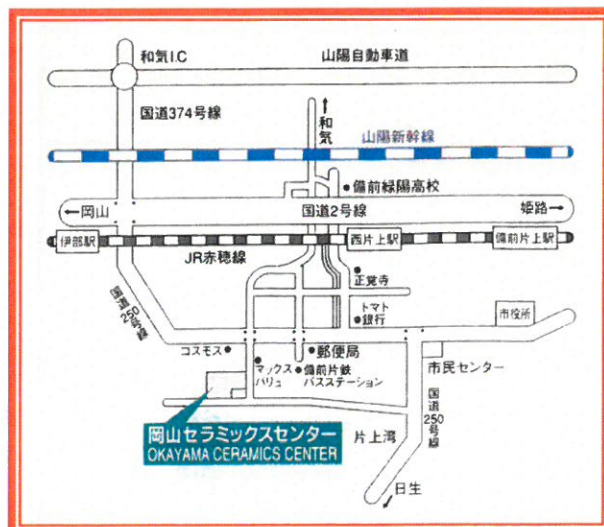 和気I.C
山陽自動車道
国道374号線
和気
山陽新幹線
備前緑陽高校
岡山
国道2号線
姫路
伊部駅
JR赤穂線
西片上駅
備前片上駅
正覚寺
国道250号線
トマト
銀行
市役所
コスモス
郵便局
マックス
バリュ
備前片鉄
バスステーション
市民センター
国道250号線
岡山セラミックスセンター
OKAYAMA CERAMICS CENTER
片上湾
日生